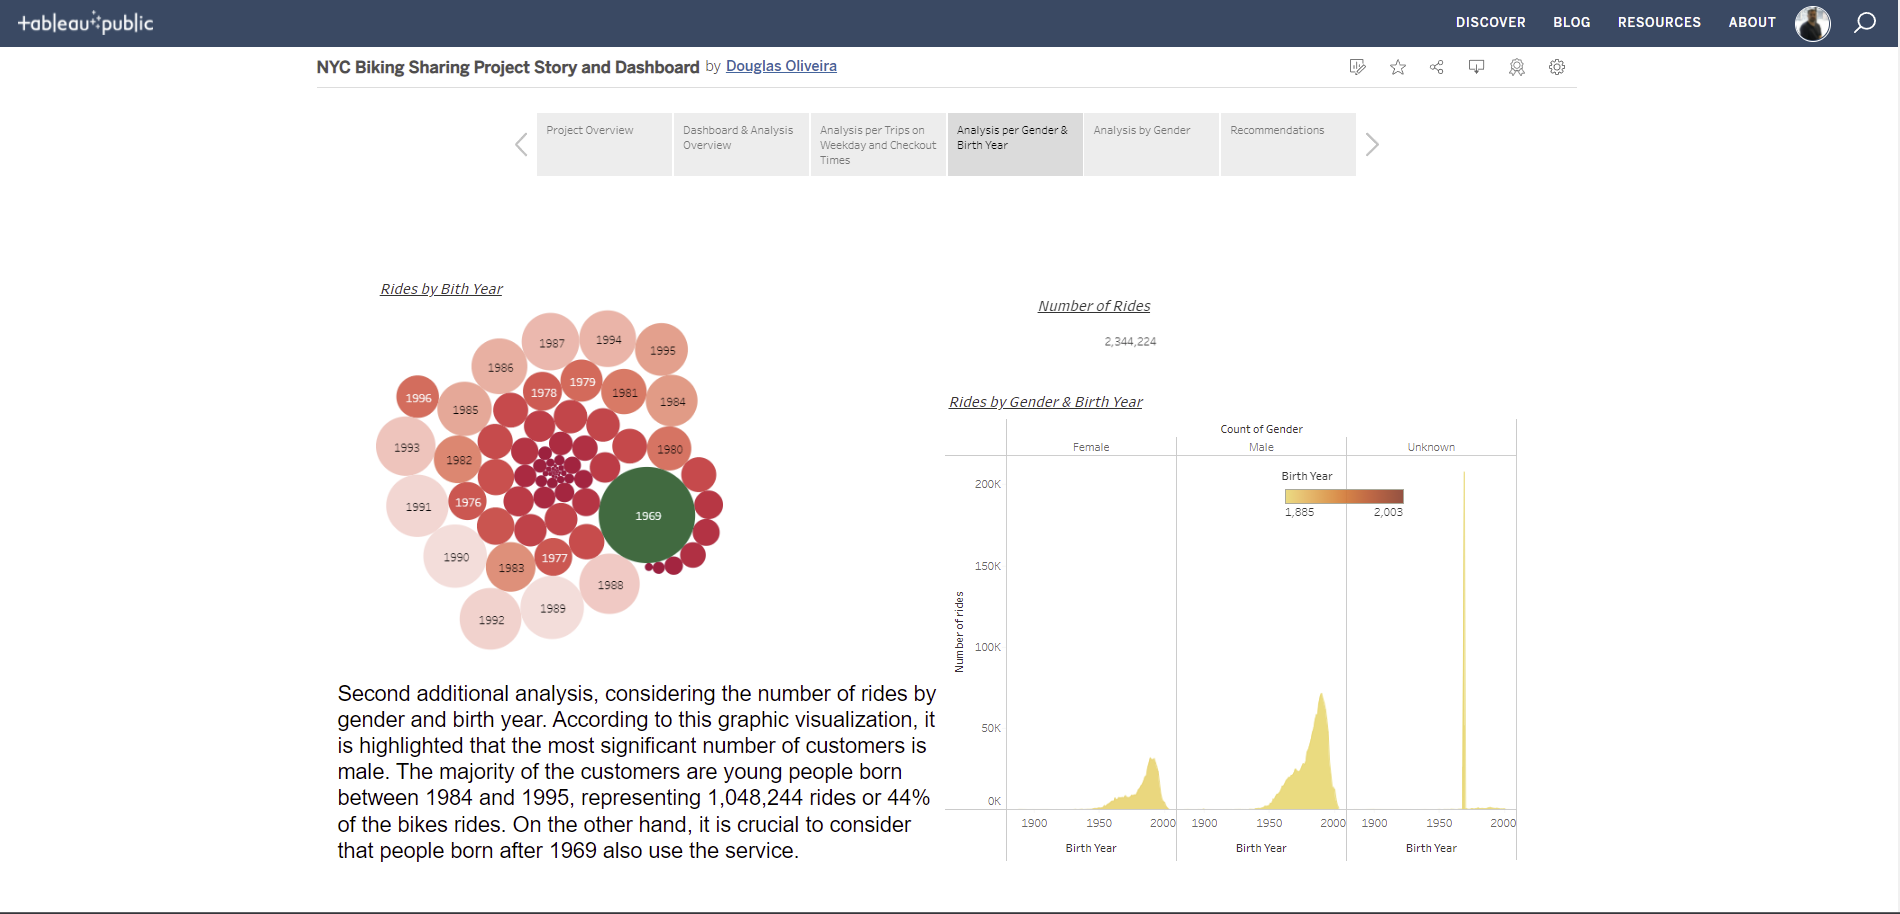 tableau public
DISCOVER BLOG RESOURCES ABOUT
NYC Biking Sharing Project Story and Dashboard by Douglas Oliveira
Project Overview
Dashboard & Analysis
Overview
Analysis per Trips on
Weekday and Checkout
Times
Analysis per Gender &
Birth Year
Analysis by Gender
Recommendations
Rides by Bith Year
1987
1994
1995
1986
1979
1978
1981
1996
1985
1984
1993
1982
1980
1991
1976
1969
1990
1983
1977
1988
1989
1992
Second additional analysis, considering the number of rides by
gender and birth year. According to this graphic visualization, it
is highlighted that the most significant number of customers is
male. The majority of the customers are young people born
between 1984 and 1995, representing 1,048,244 rides or 44%
of the bikes rides. On the other hand, it is crucial to consider
that people born after 1969 also use the service.
Number of Rides
2,344,224
Rides by Gender & Birth Year
Count of Gender
Female Male Unknown
Birth Year
1,885 2,003
Number of rides
200K
150K
100K
50K
0K
1900 1950 2000 1900 1950 2000 1900 1950 2000
Birth Year Birth Year Birth Year